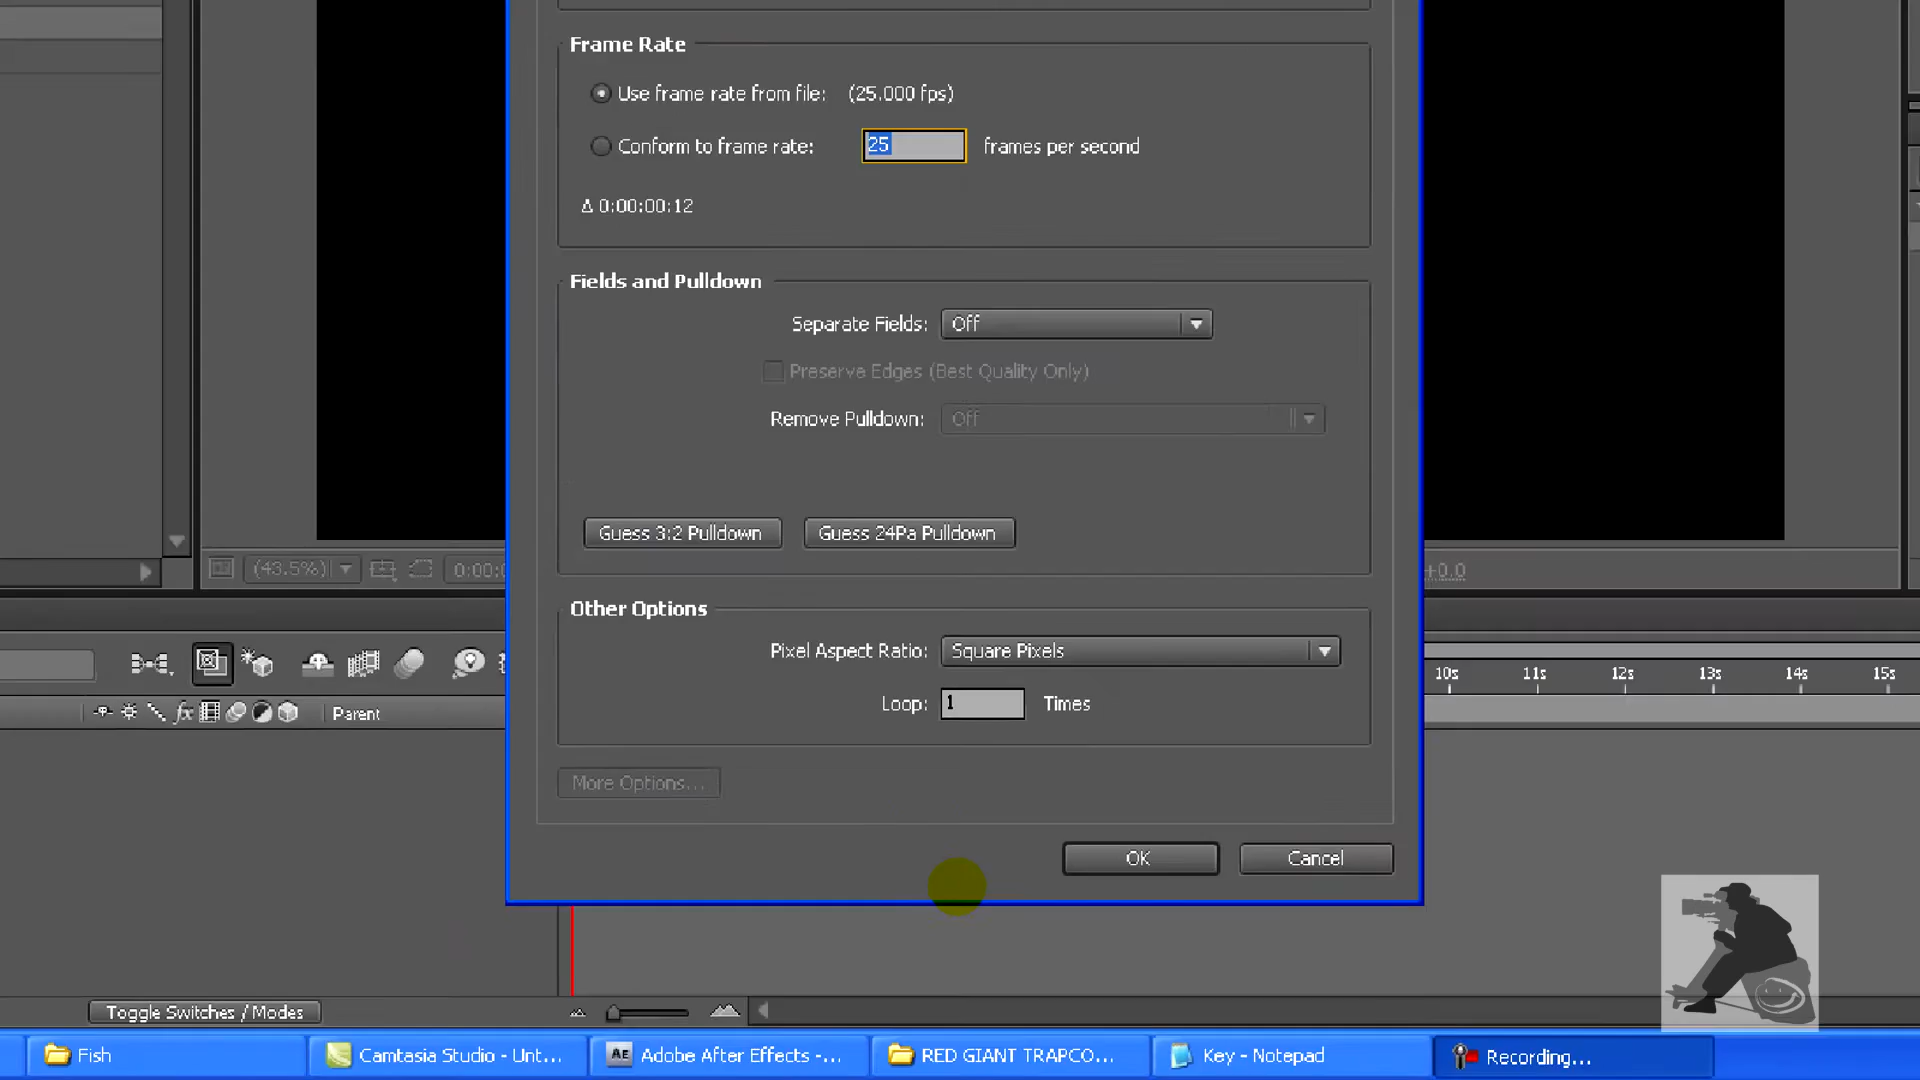 Frame Rate
Use frame rate from file: (25.000 fps)
Conform to frame rate: 25 frames per second
Δ 0:00:00:12
Fields and Pulldown
Separate Fields: Off
Preserve Edges (Best Quality Only)
Remove Pulldown: Off
Guess 3:2 Pulldown Guess 24Pa Pulldown
(43.5%) 0:00:0 +0.0
Other Options
Pixel Aspect Ratio: Square Pixels
10s 11s 12s 13s 14s 15s
Loop: 1 Times
fx Parent
More Options...
OK Cancel
Toggle Switches / Modes
Fish Camtasia Studio - Unt... AE Adobe After Effects -... RED GIANT TRAPCO... Key - Notepad Recording...